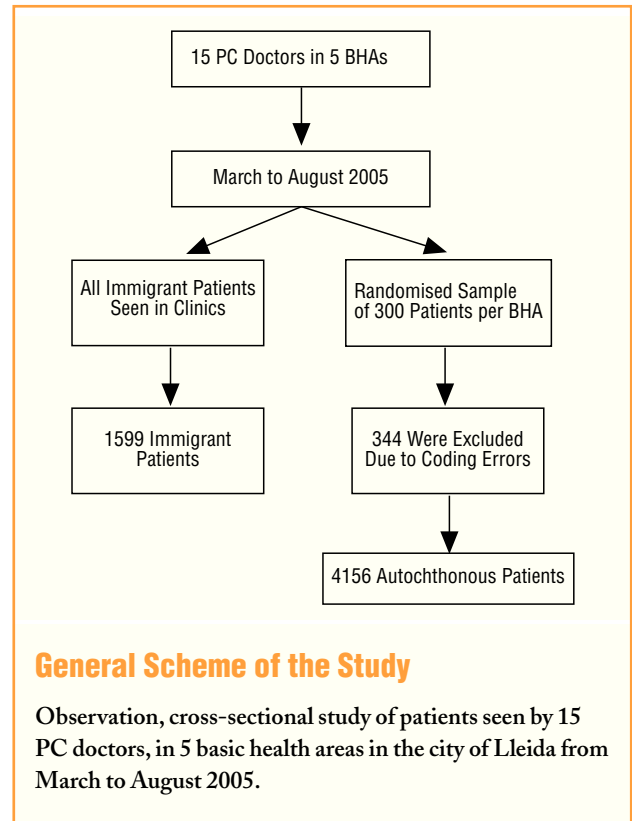 15 PC Doctors in 5 BHAs
March to August 2005
All Immigrant Patients
Seen in Clinics
Randomised Sample
of 300 Patients per BHA
1599 Immigrant
Patients
344 Were Excluded
Due to Coding Errors
4156 Autochthonous Patients
General Scheme of the Study
Observation, cross-sectional study of patients seen by 15
PC doctors, in 5 basic health areas in the city of Lleida from
March to August 2005.